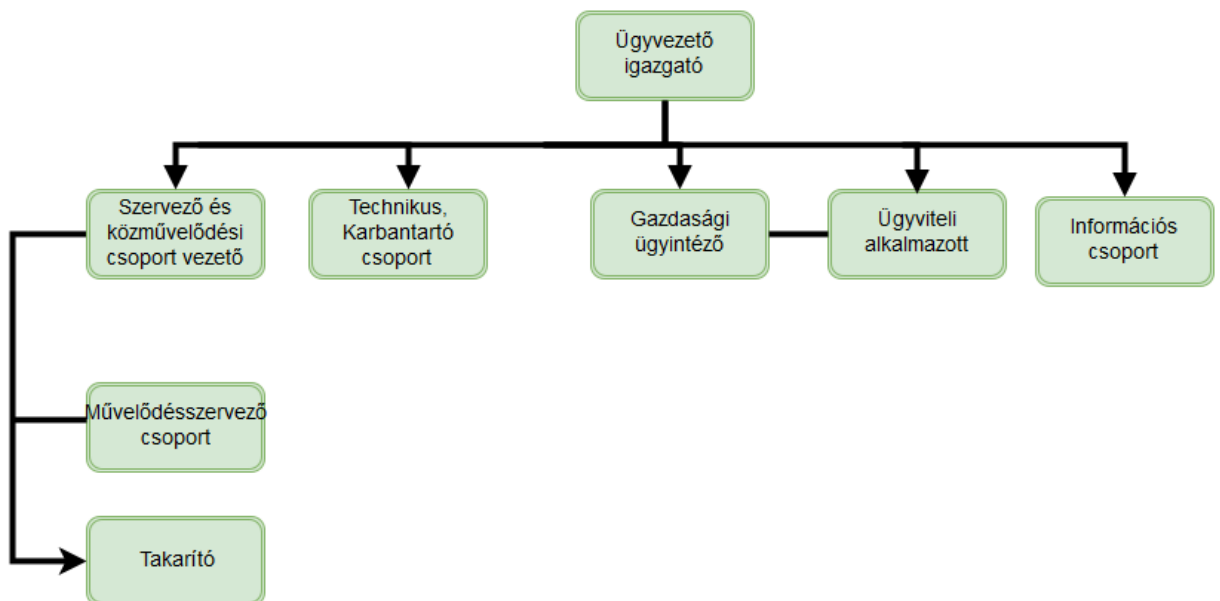 Ügyvezető
igazgató
Szervező és
közművelődési
csoport vezető
Technikus,
Karbantartó
csoport
Gazdasági
ügyintéző
Ügyviteli
alkalmazott
Információs
csoport
Művelődésszervező
csoport
Takarító